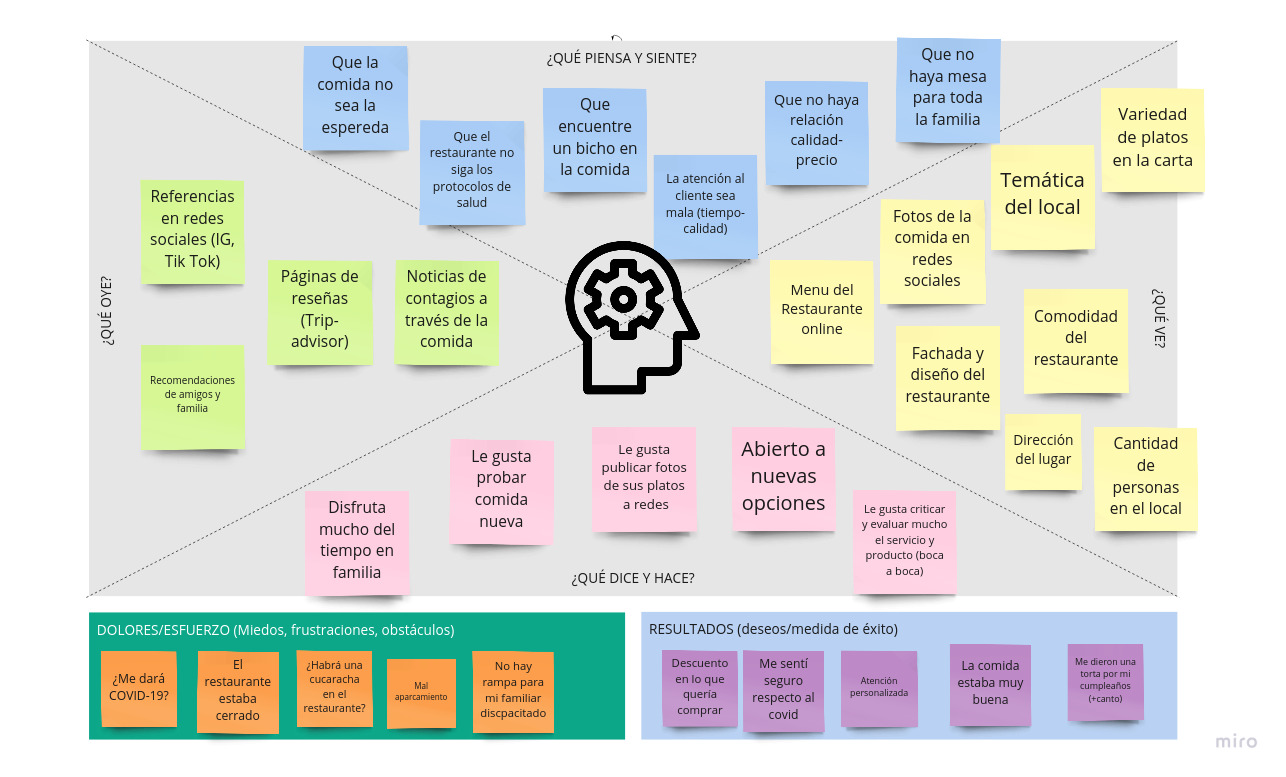 ¿QUÉ PIENSA Y SIENTE?
Que la
comida no
sea la
espereda
Que el
restaurante no
siga los
protocolos de
salud
Que
encuentre
un bicho en
la comida
La atención al
cliente sea
mala (tiempo-
calidad)
Que no haya
relación
calidad-
precio
Que no
haya mesa
para toda
la familia
¿QUÉ OYE?
Referencias
en redes
sociales (IG,
Tik Tok)
Páginas de
reseñas
(Trip-
advisor)
Noticias de
contagios a
través de la
comida
Recomendaciones
de amigos y
familia
¿QUÉ VE?
Variedad
de platos
en la carta
Temática
del local
Fotos de la
comida en
redes
sociales
Menu del
Restaurante
online
Comodidad
del
restaurante
Fachada y
diseño del
restaurante
Dirección
del lugar
Cantidad
de
personas
en el local
Disfruta
mucho del
tiempo en
familia
Le gusta
probar
comida
nueva
Le gusta
publicar fotos
de sus platos
a redes
Abierto a
nuevas
opciones
Le gusta criticar
y evaluar mucho
el servicio y
producto (boca
a boca)
¿QUÉ DICE Y HACE?
DOLORES/ESFUERZO (Miedos, frustraciones, obstáculos)
¿Me dará
COVID-19?
El
restaurante
estaba
cerrado
¿Habrá una
cucaracha
en el
restaurante?
Mal
aparcamiento
No hay
rampa para
mi familiar
discpacitado
RESULTADOS (deseos/medida de éxito)
Descuento
en lo que
quería
comprar
Me sentí
seguro
respecto al
covid
Atención
personalizada
La comida
estaba muy
buena
Me dieron una
torta por mi
cumpleaños
(+canto)
miro